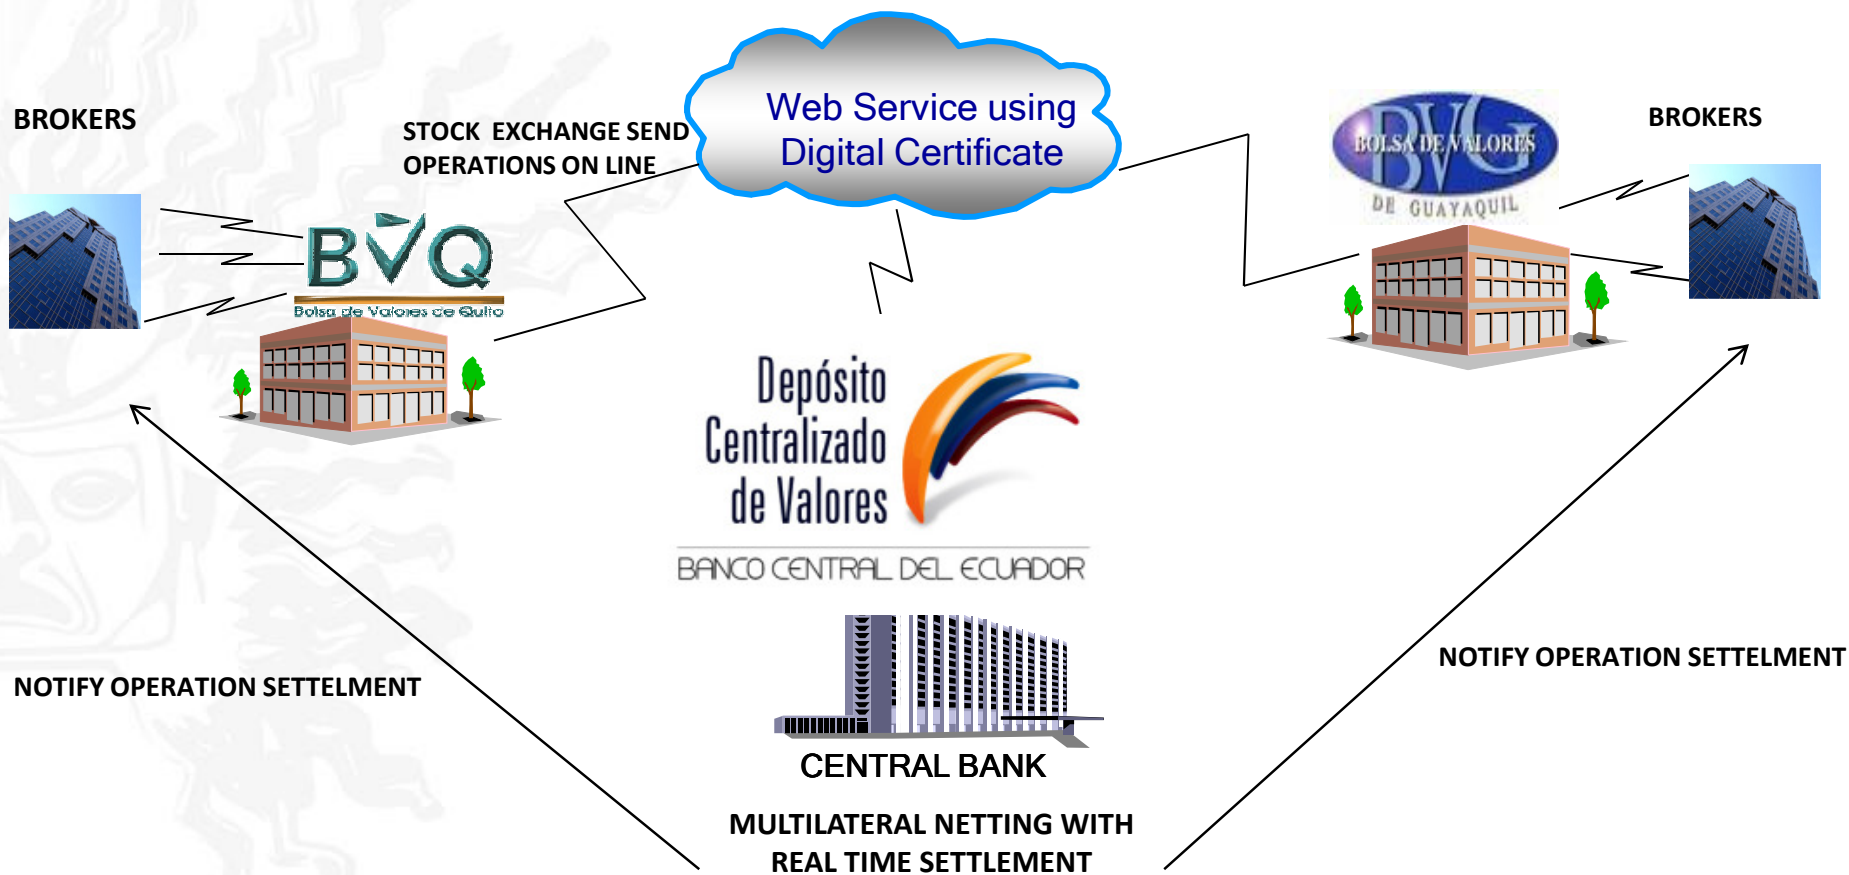 Web Service using
Digital Certificate
BROKERS
STOCK EXCHANGE SEND
OPERATIONS ON LINE
BVQ
Bolsa de Valores de Quito
BVG
BOLSA DE VALORES
DE GUAYAQUIL
BROKERS
Depósito
Centralizado
de Valores
BANCO CENTRAL DEL ECUADOR
NOTIFY OPERATION SETTELMENT
NOTIFY OPERATION SETTELMENT
CENTRAL BANK
MULTILATERAL NETTING WITH
REAL TIME SETTLEMENT